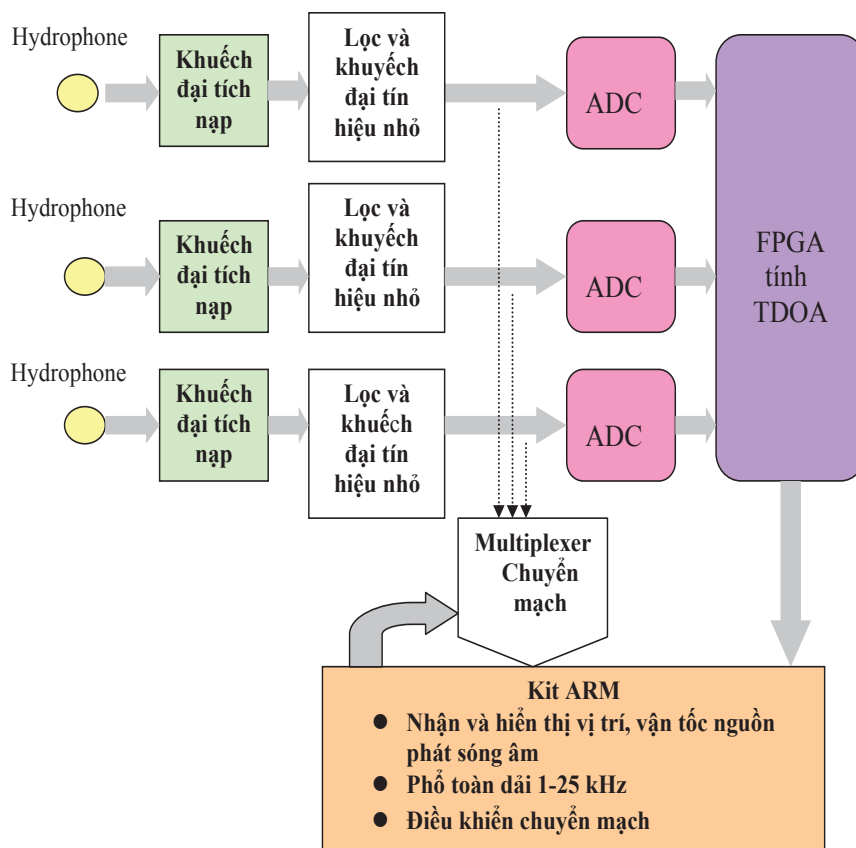 Hydrophone
Khuếch
đại tích
nạp
Lọc và
khuyếch
đại tín
hiệu nhỏ
ADC
Hydrophone
Khuếch
đại tích
nạp
Lọc và
khuyếch
đại tín
hiệu nhỏ
ADC
FPGA
tính
TDOA
Hydrophone
Khuếch
đại tích
nạp
Lọc và
khuếch
đại tín
hiệu nhỏ
ADC
Multiplexer
Chuyển
mạch
Kit ARM
● Nhận và hiển thị vị trí, vận tốc nguồn
phát sóng âm
● Phổ toàn dải 1-25 kHz
● Điều khiển chuyển mạch